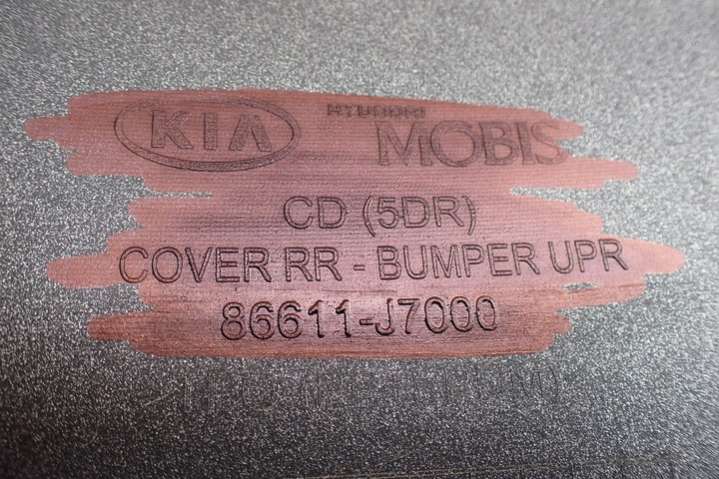 KIA HYUNDAI MOBIS
CD (5DR)
COVER RR - BUMPER UPR
86611-J7000